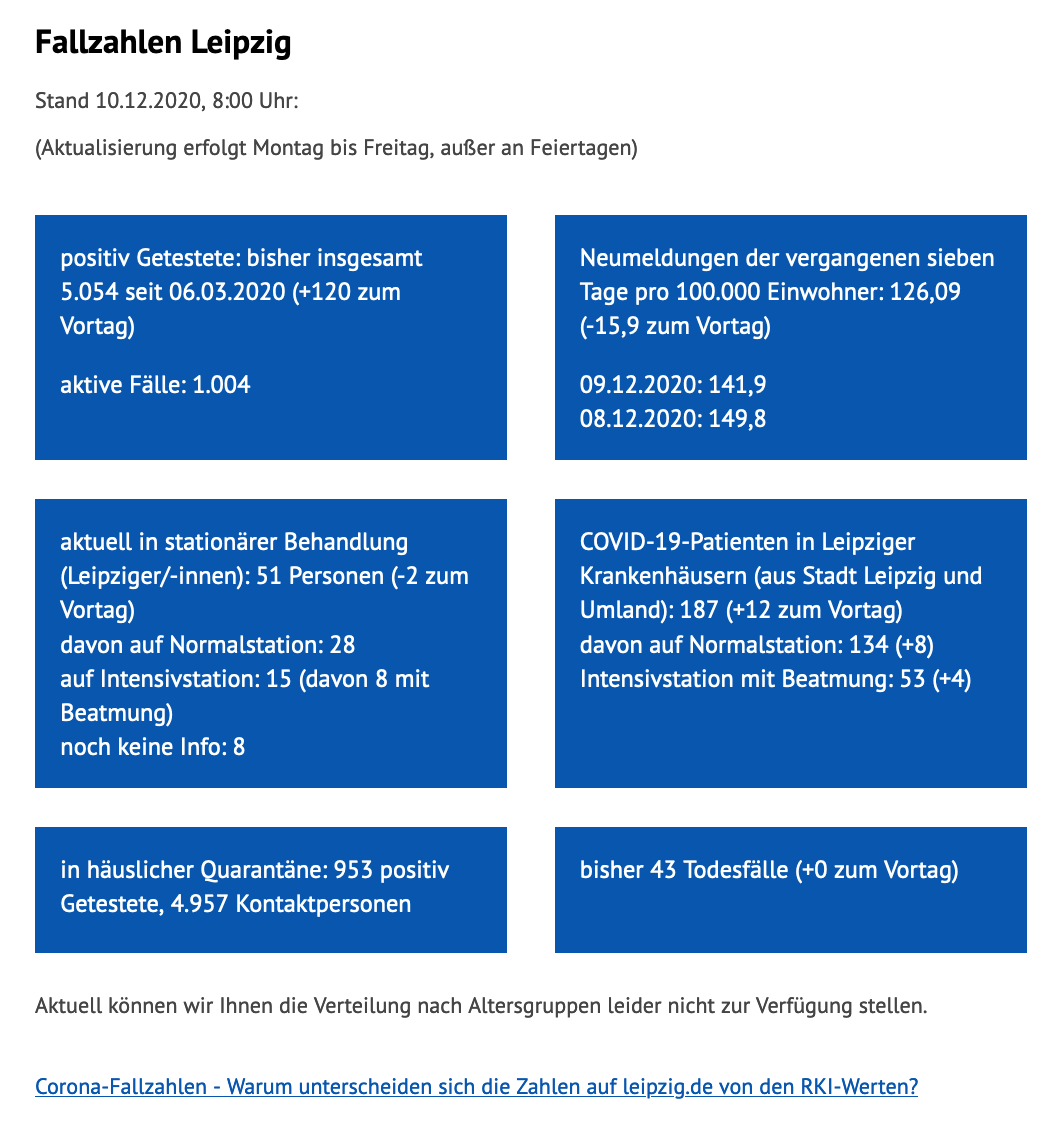 Fallzahlen Leipzig
Stand 10.12.2020, 8:00 Uhr:
(Aktualisierung erfolgt Montag bis Freitag, außer an Feiertagen)
positiv Getestete: bisher insgesamt
5.054 seit 06.03.2020 (+120 zum
Vortag)
aktive Fälle: 1.004
Neumeldungen der vergangenen sieben
Tage pro 100.000 Einwohner: 126,09
(-15,9 zum Vortag)
09.12.2020: 141,9
08.12.2020: 149,8
aktuell in stationärer Behandlung
(Leipziger/-innen): 51 Personen (-2 zum
Vortag)
davon auf Normalstation: 28
auf Intensivstation: 15 (davon 8 mit
Beatmung)
noch keine Info: 8
COVID-19-Patienten in Leipziger
Krankenhäusern (aus Stadt Leipzig und
Umland): 187 (+12 zum Vortag)
davon auf Normalstation: 134 (+8)
Intensivstation mit Beatmung: 53 (+4)
in häuslicher Quarantäne: 953 positiv
Getestete, 4.957 Kontaktpersonen
bisher 43 Todesfälle (+0 zum Vortag)
Aktuell können wir Ihnen die Verteilung nach Altersgruppen leider nicht zur Verfügung stellen.
Corona-Fallzahlen - Warum unterscheiden sich die Zahlen auf leipzig.de von den RKI-Werten?